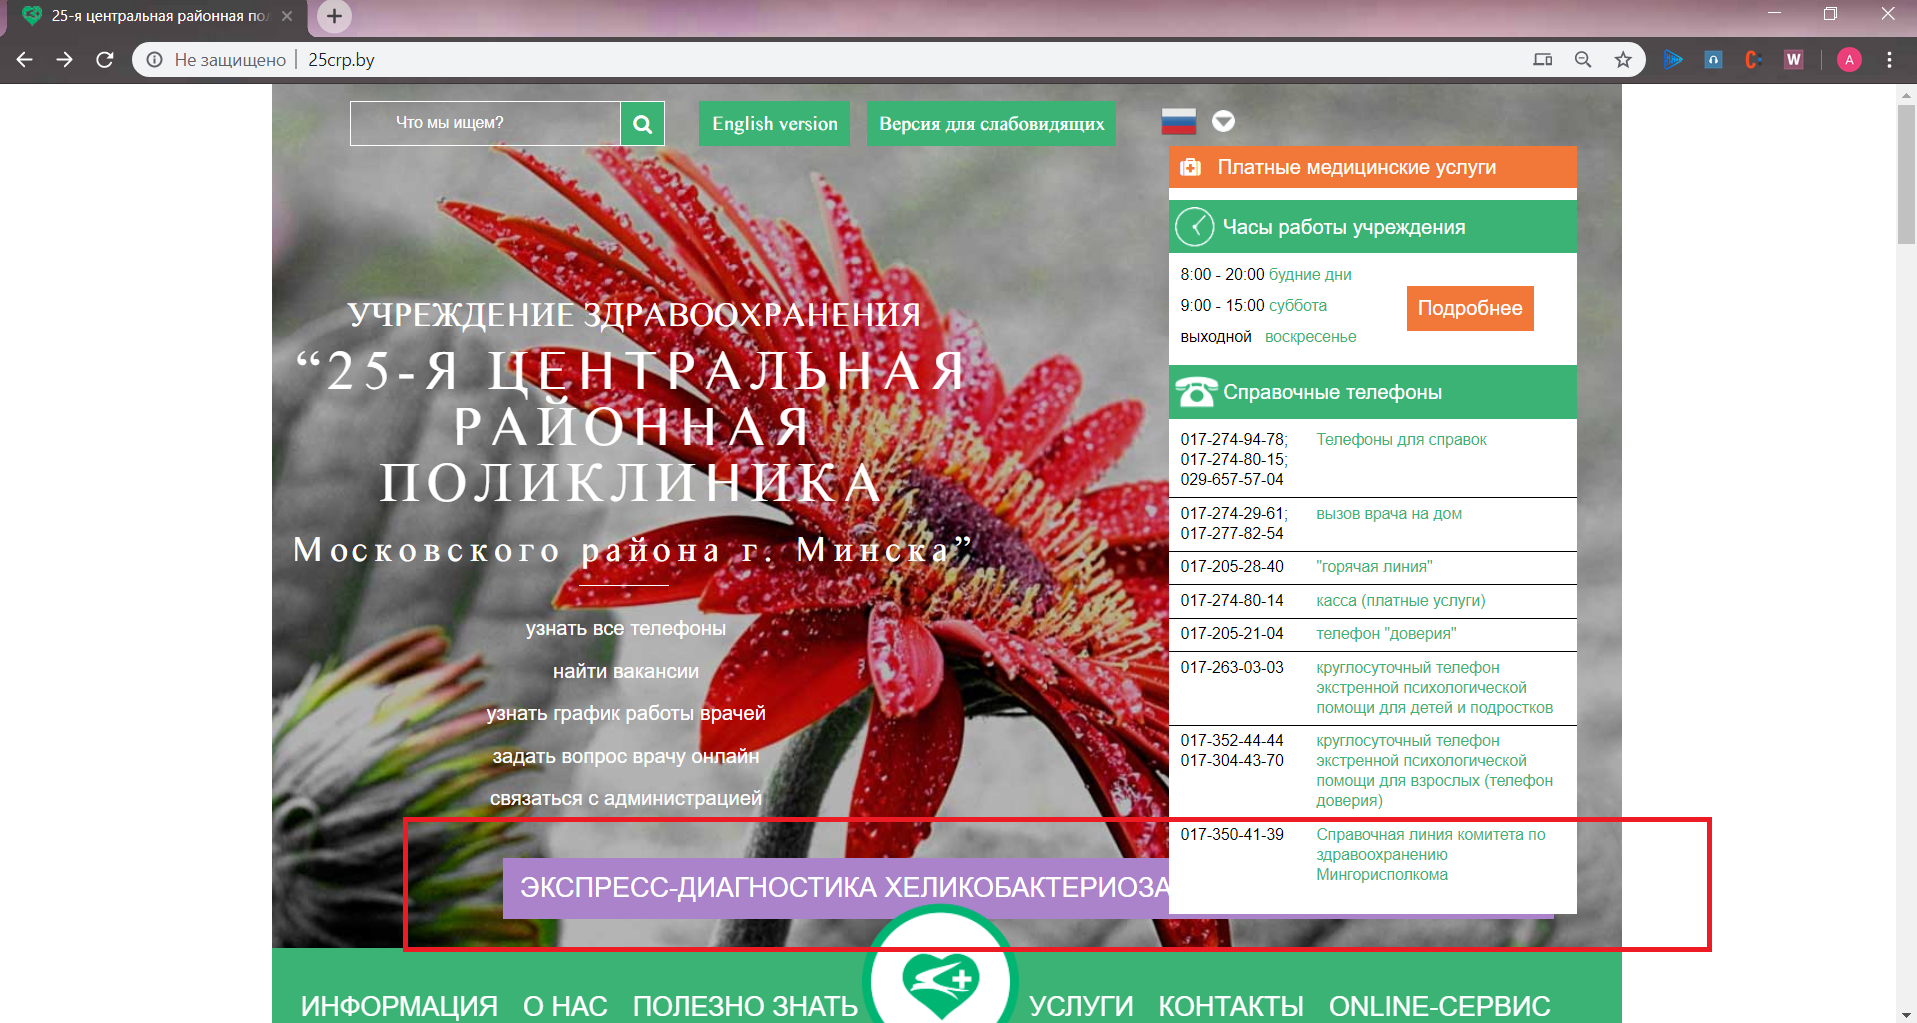 25-я центральная районная по
Не защищено
25crp.by
W
A
Что мы ищем?
English version
Версия для слабовидящих
Платные медицинские услуги
Часы работы учреждения
8:00 - 20:00 будние дни
9:00 - 15:00 суббота
выходной воскресенье
Подробнее
УЧРЕЖДЕНИЕ ЗДРАВООХРАНЕНИЯ
“25-Я ЦЕНТРАЛЬНАЯ
РАЙОННАЯ
ПОЛИКЛИНИКА
Московского района г. Минска”
узнать все телефоны
найти вакансии
узнать график работы врачей
задать вопрос врачу онлайн
связаться с администрацией
Справочные телефоны
017-274-94-78; Телефоны для справок
017-274-80-15;
029-657-57-04
017-274-29-61; вызов врача на дом
017-277-82-54
017-205-28-40 "горячая линия"
017-274-80-14 касса (платные услуги)
017-205-21-04 телефон "доверия"
017-263-03-03 круглосуточный телефон
экстренной психологической
помощи для детей и подростков
017-352-44-44 круглосуточный телефон
017-304-43-70 экстренной психологической
помощи для взрослых (телефон
доверия)
017-350-41-39 Справочная линия комитета по
здравоохранению
Мингорисполкома
ЭКСПРЕСС-ДИАГНОСТИКА ХЕЛИКОБАКТЕРИОЗА
ИНФОРМАЦИЯ О НАС ПОЛЕЗНО ЗНАТЬ УСЛУГИ КОНТАКТЫ ONLINE-СЕРВИС